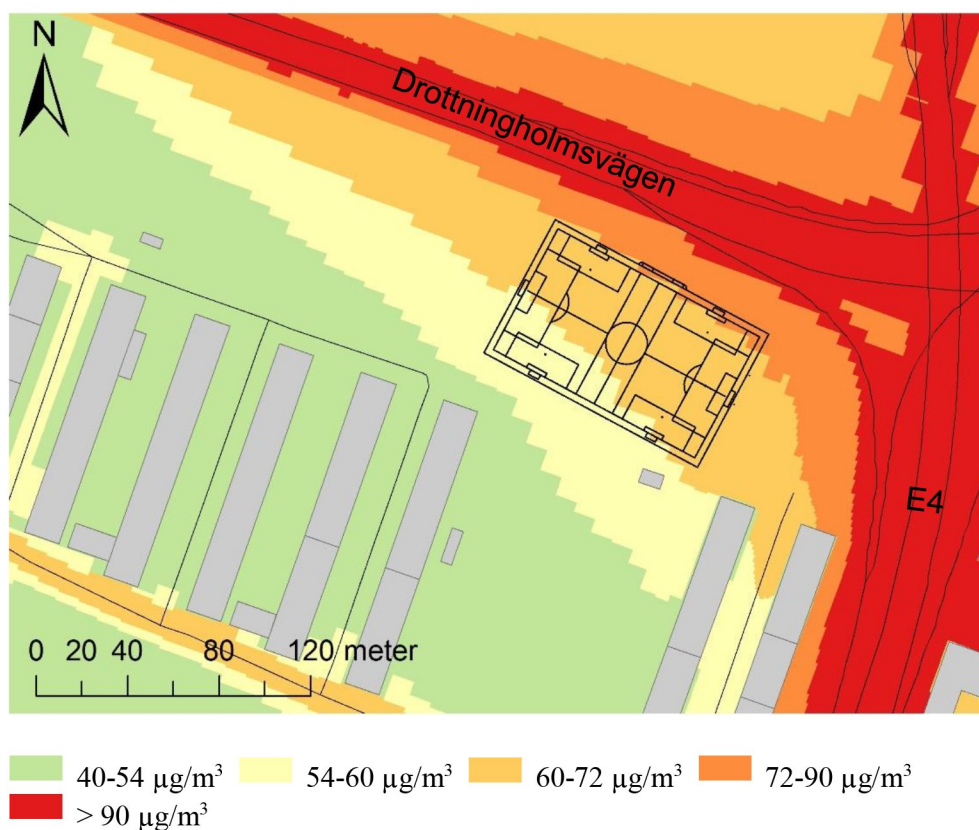 N
Drottningholmsvägen
E4
0 20 40 80 120 meter
40-54 µg/m³ 54-60 µg/m³ 60-72 µg/m³ 72-90 µg/m³
> 90 µg/m³